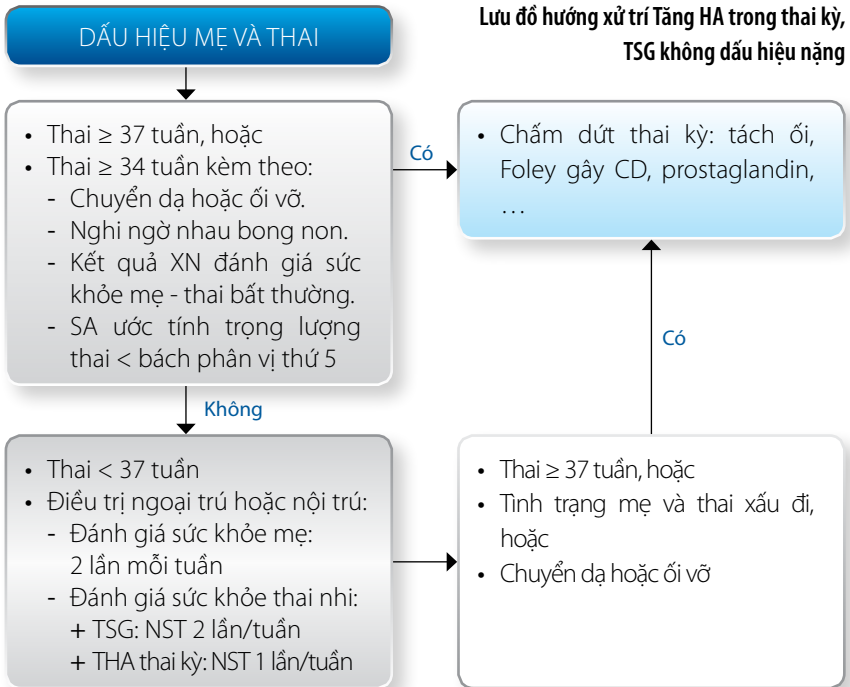 Lưu đồ hướng xử trí Tăng HA trong thai kỳ,
TSG không dấu hiệu nặng
DẤU HIỆU MẸ VÀ THAI
• Thai ≥ 37 tuần, hoặc
• Thai ≥ 34 tuần kèm theo:
- Chuyển dạ hoặc ối vỡ.
- Nghi ngờ nhau bong non.
- Kết quả XN đánh giá sức
khỏe mẹ - thai bất thường.
- SA ước tính trọng lượng
thai < bách phân vị thứ 5
Có
• Chấm dứt thai kỳ: tách ối,
Foley gây CD, prostaglandin,
…
Không
Có
• Thai < 37 tuần
• Điều trị ngoại trú hoặc nội trú:
- Đánh giá sức khỏe mẹ:
2 lần mỗi tuần
- Đánh giá sức khỏe thai nhi:
+ TSG: NST 2 lần/tuần
+ THA thai kỳ: NST 1 lần/tuần
• Thai ≥ 37 tuần, hoặc
• Tình trạng mẹ và thai xấu đi,
hoặc
• Chuyển dạ hoặc ối vỡ